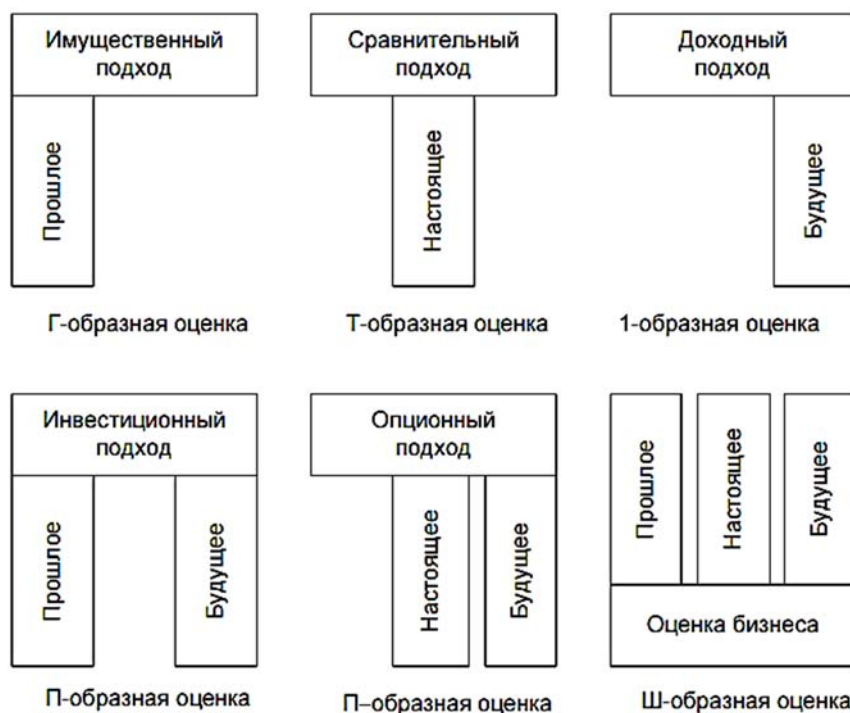 Имущественный
подход
Прошлое
Г-образная оценка
Сравнительный
подход
Настоящее
Т-образная оценка
Доходный
подход
Будущее
1-образная оценка
Инвестиционный
подход
Прошлое
Будущее
П-образная оценка
Опционный
подход
Настоящее
Будущее
П–образная оценка
Прошлое
Настоящее
Будущее
Оценка бизнеса
Ш-образная оценка